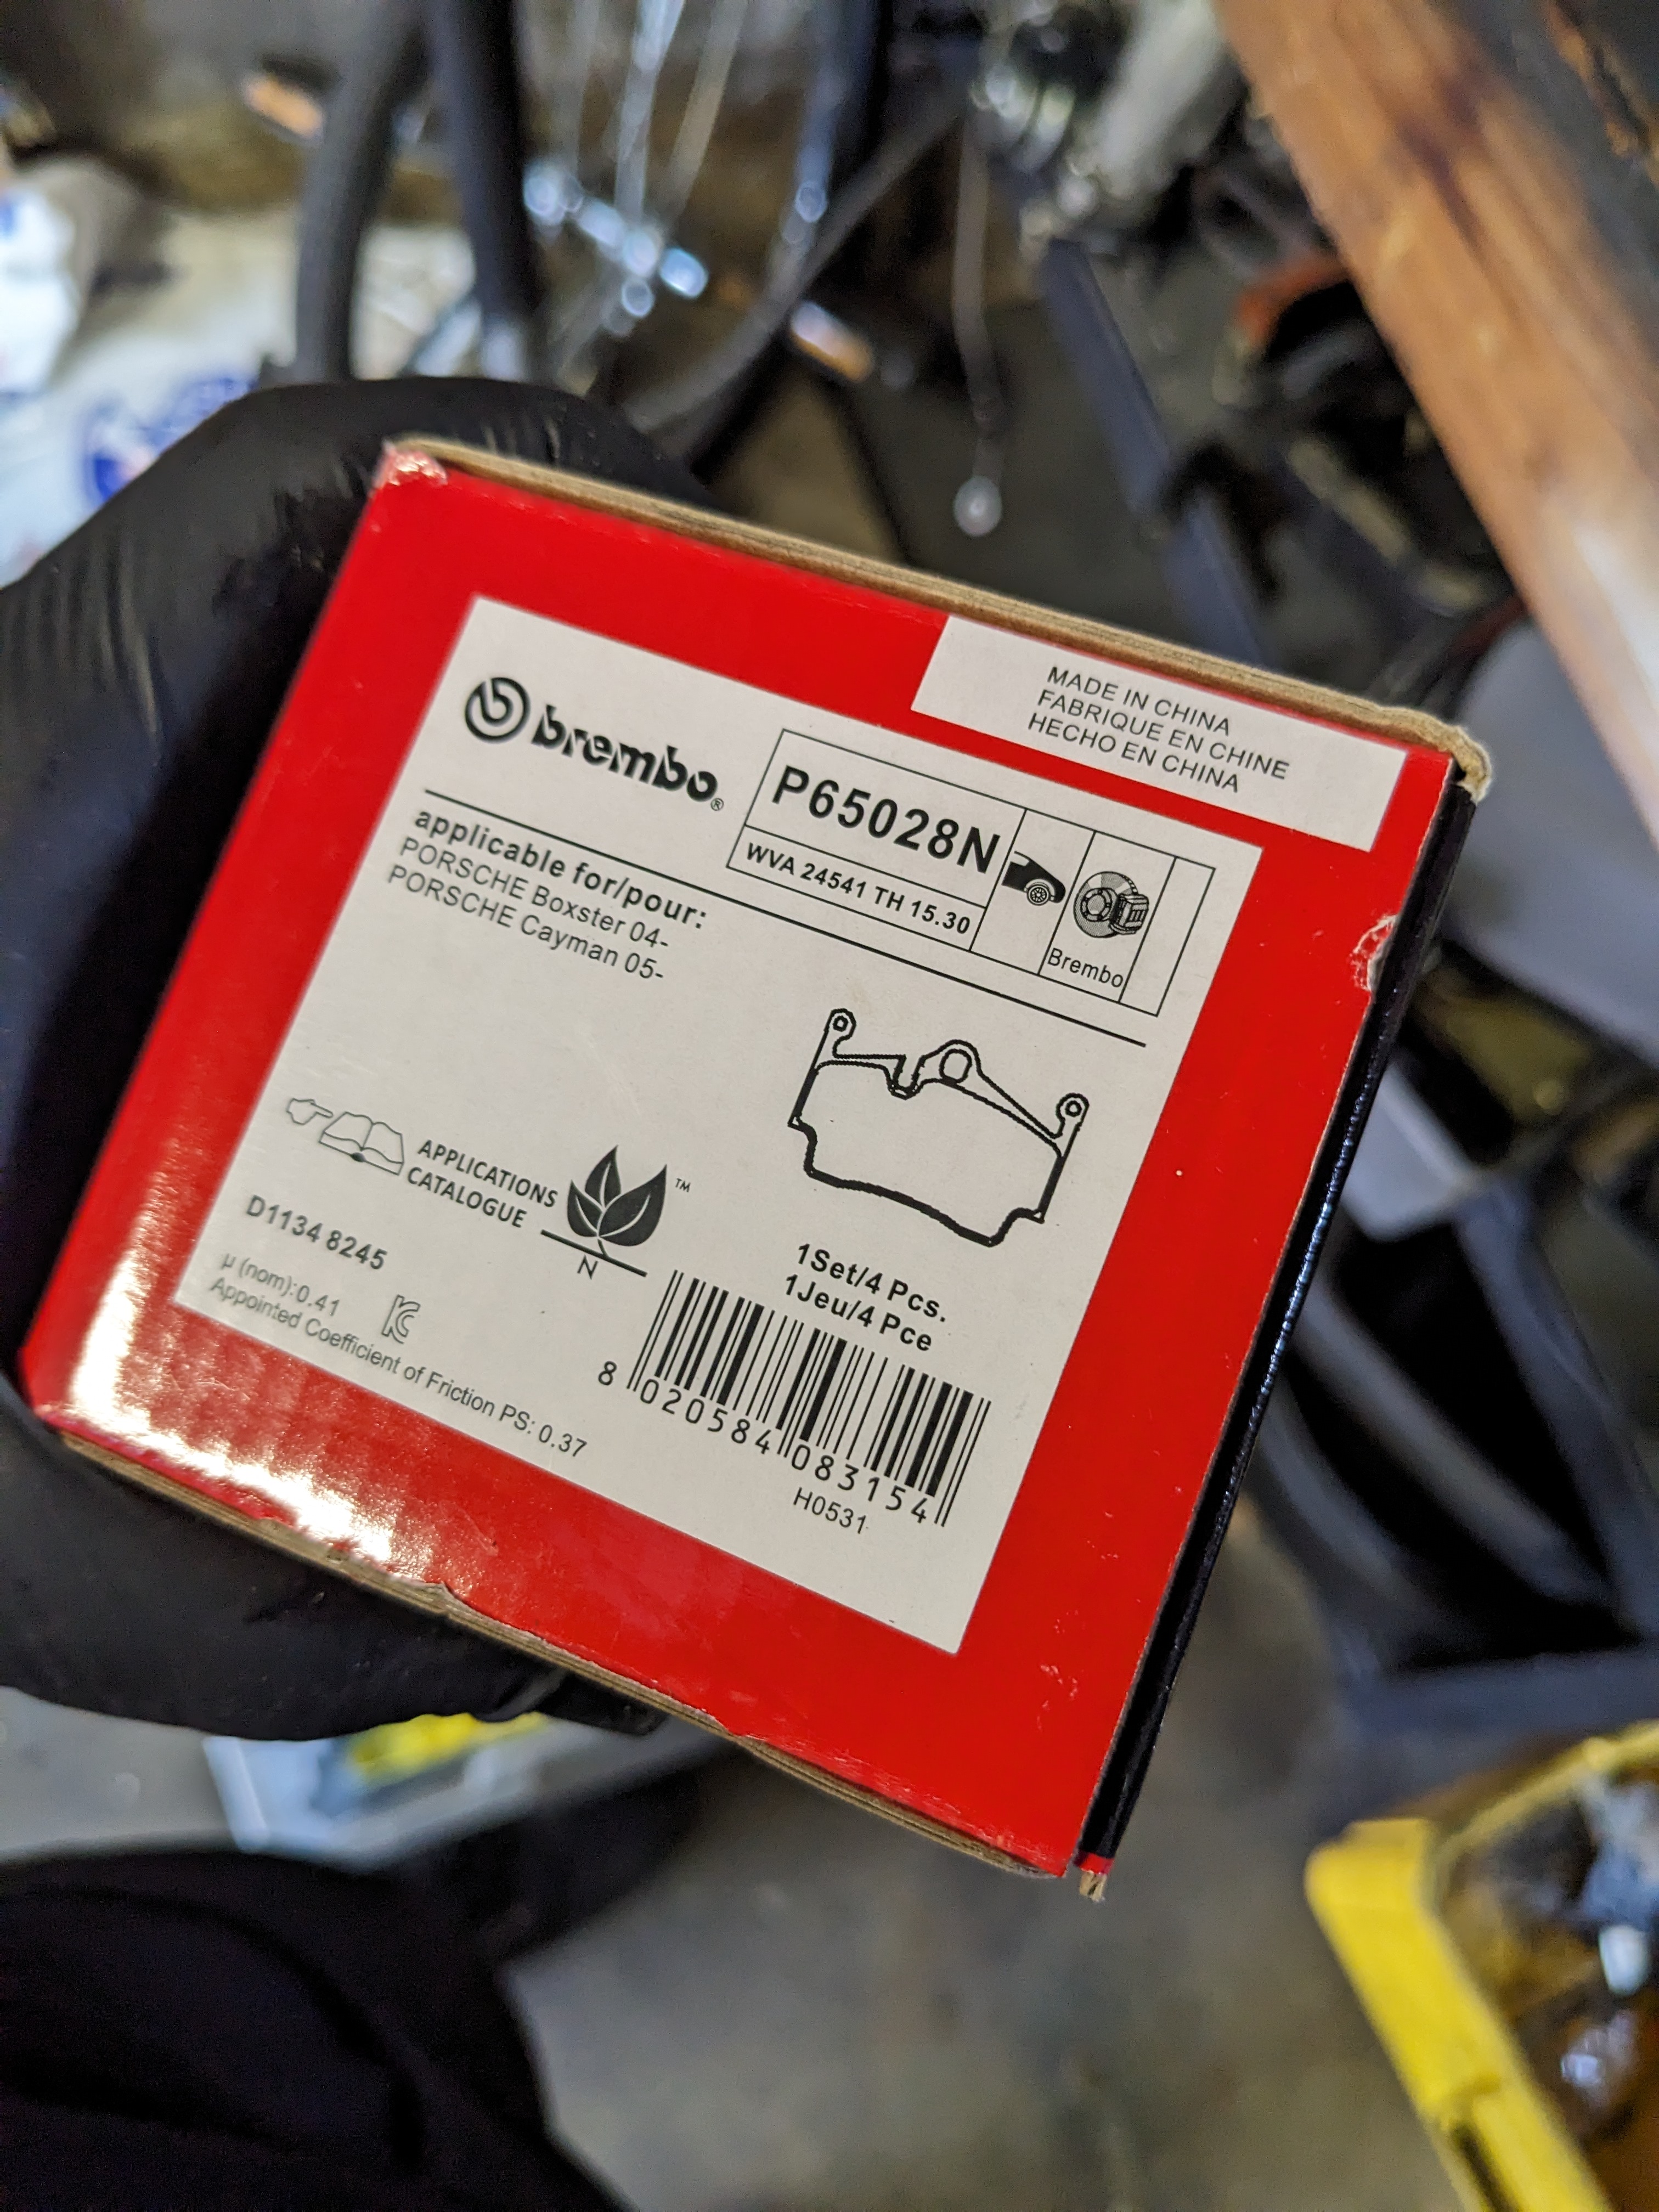 MADE IN CHINA
FABRIQUE EN CHINE
HECHO EN CHINA
brembo®
P65028N
WVA 24541 TH 15.30
Brembo
applicable for/pour:
PORSCHE Boxster 04-
PORSCHE Cayman 05-
APPLICATIONS
CATALOGUE
N
™
D1134 8245
µ (nom):0.41
Appointed Coefficient of Friction PS: 0.37
1Set/4 Pcs.
1Jeu/4 Pce
8 020584 083154
H0531